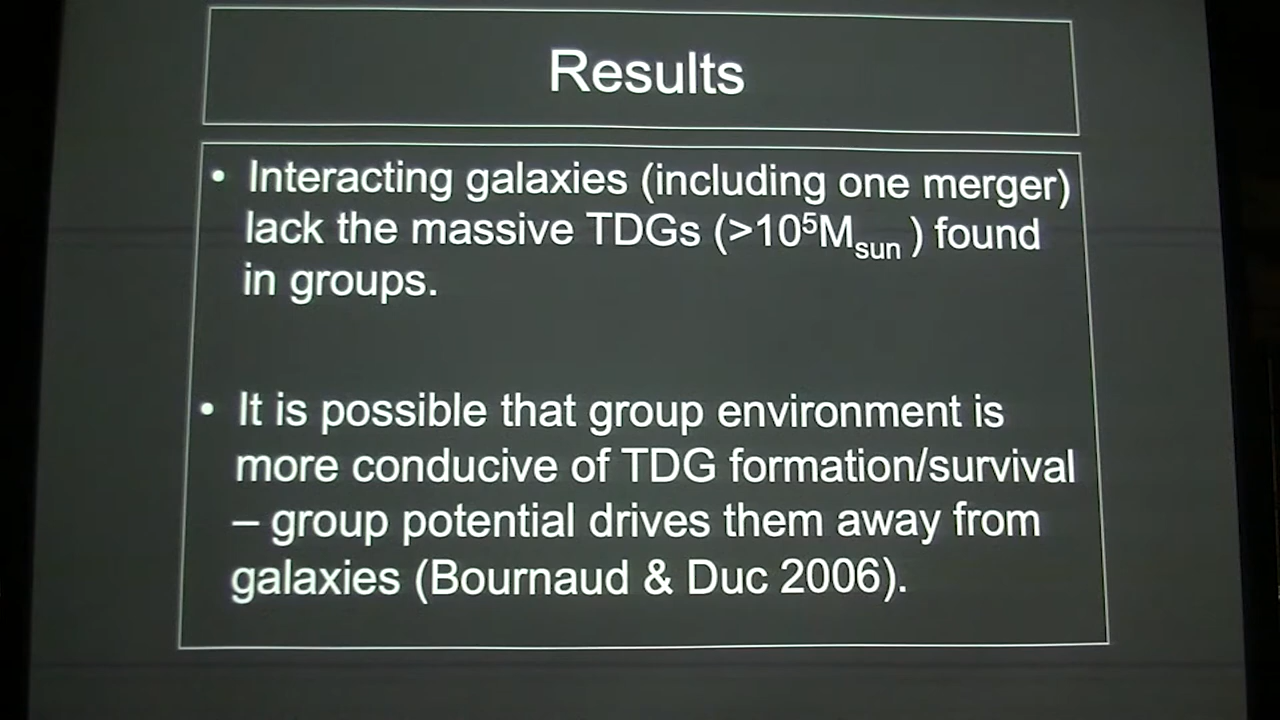 Results
• Interacting galaxies (including one merger)
lack the massive TDGs (>10⁵Msun ) found
in groups.
• It is possible that group environment is
more conducive of TDG formation/survival
– group potential drives them away from
galaxies (Bournaud & Duc 2006).